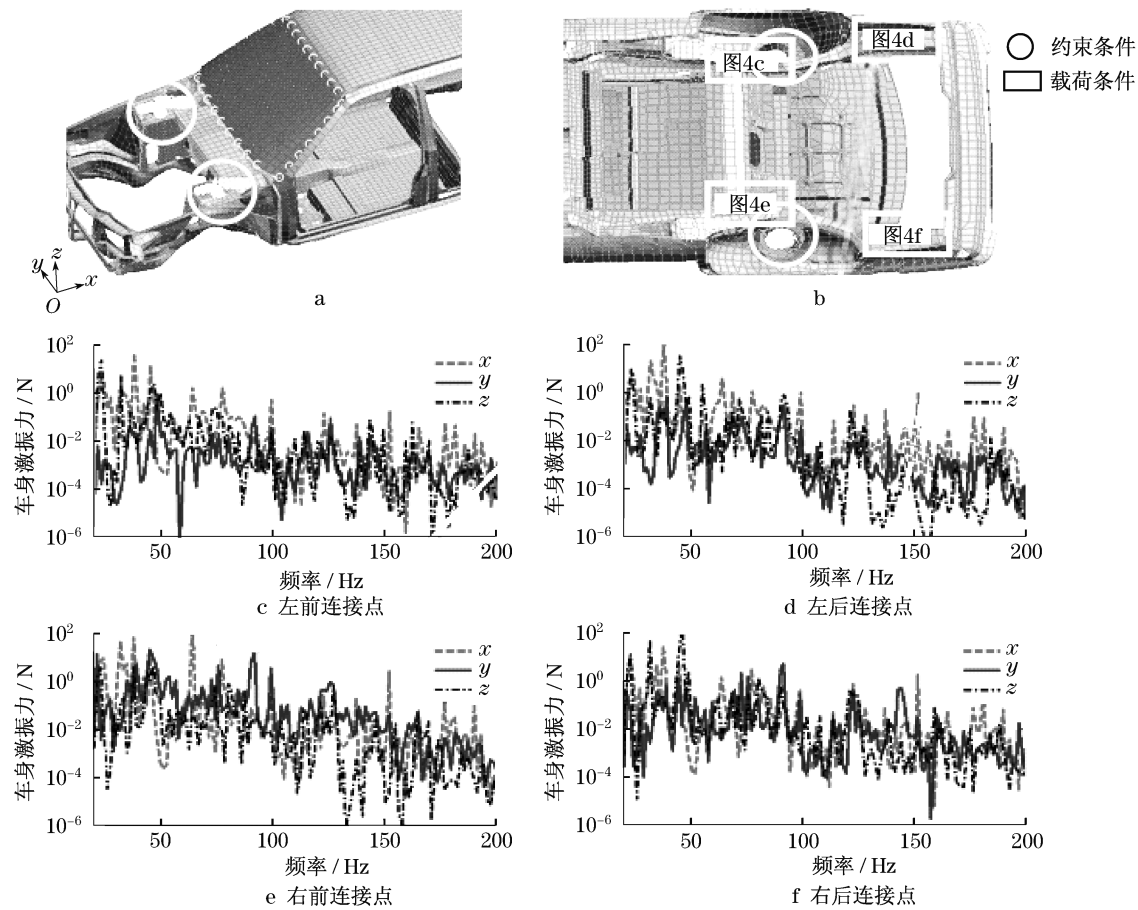 图4c
图4d
图4e
图4f
约束条件
载荷条件
z
y
x
O
a
b
10² 10⁰ 10⁻² 10⁻⁴ 10⁻⁶
车身激振力 / N
x
y
z
50 100 150 200
频率 / Hz
c 左前连接点
10² 10⁰ 10⁻² 10⁻⁴ 10⁻⁶
车身激振力 / N
x
y
z
50 100 150 200
频率 / Hz
d 左后连接点
10² 10⁰ 10⁻² 10⁻⁴ 10⁻⁶
车身激振力 / N
x
y
z
50 100 150 200
频率 / Hz
e 右前连接点
10² 10⁰ 10⁻² 10⁻⁴ 10⁻⁶
车身激振力 / N
x
y
z
50 100 150 200
频率 / Hz
f 右后连接点